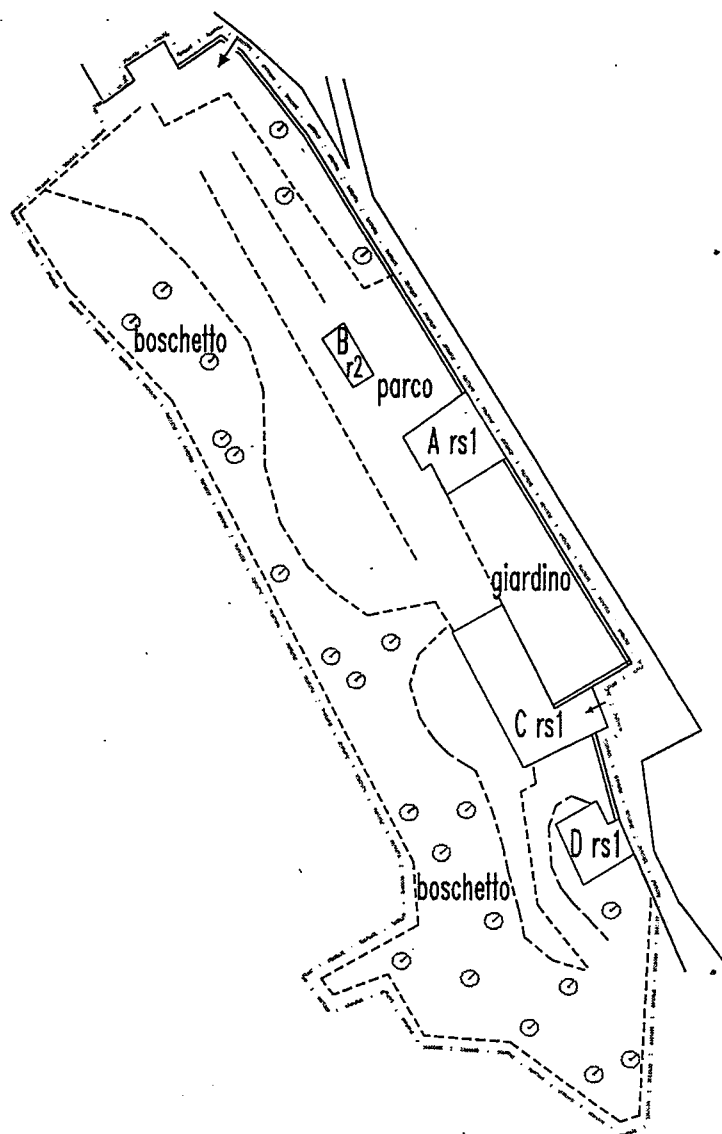 boschetto
B
r2
parco
A rs1
giardino
C rs1
D rs1
boschetto